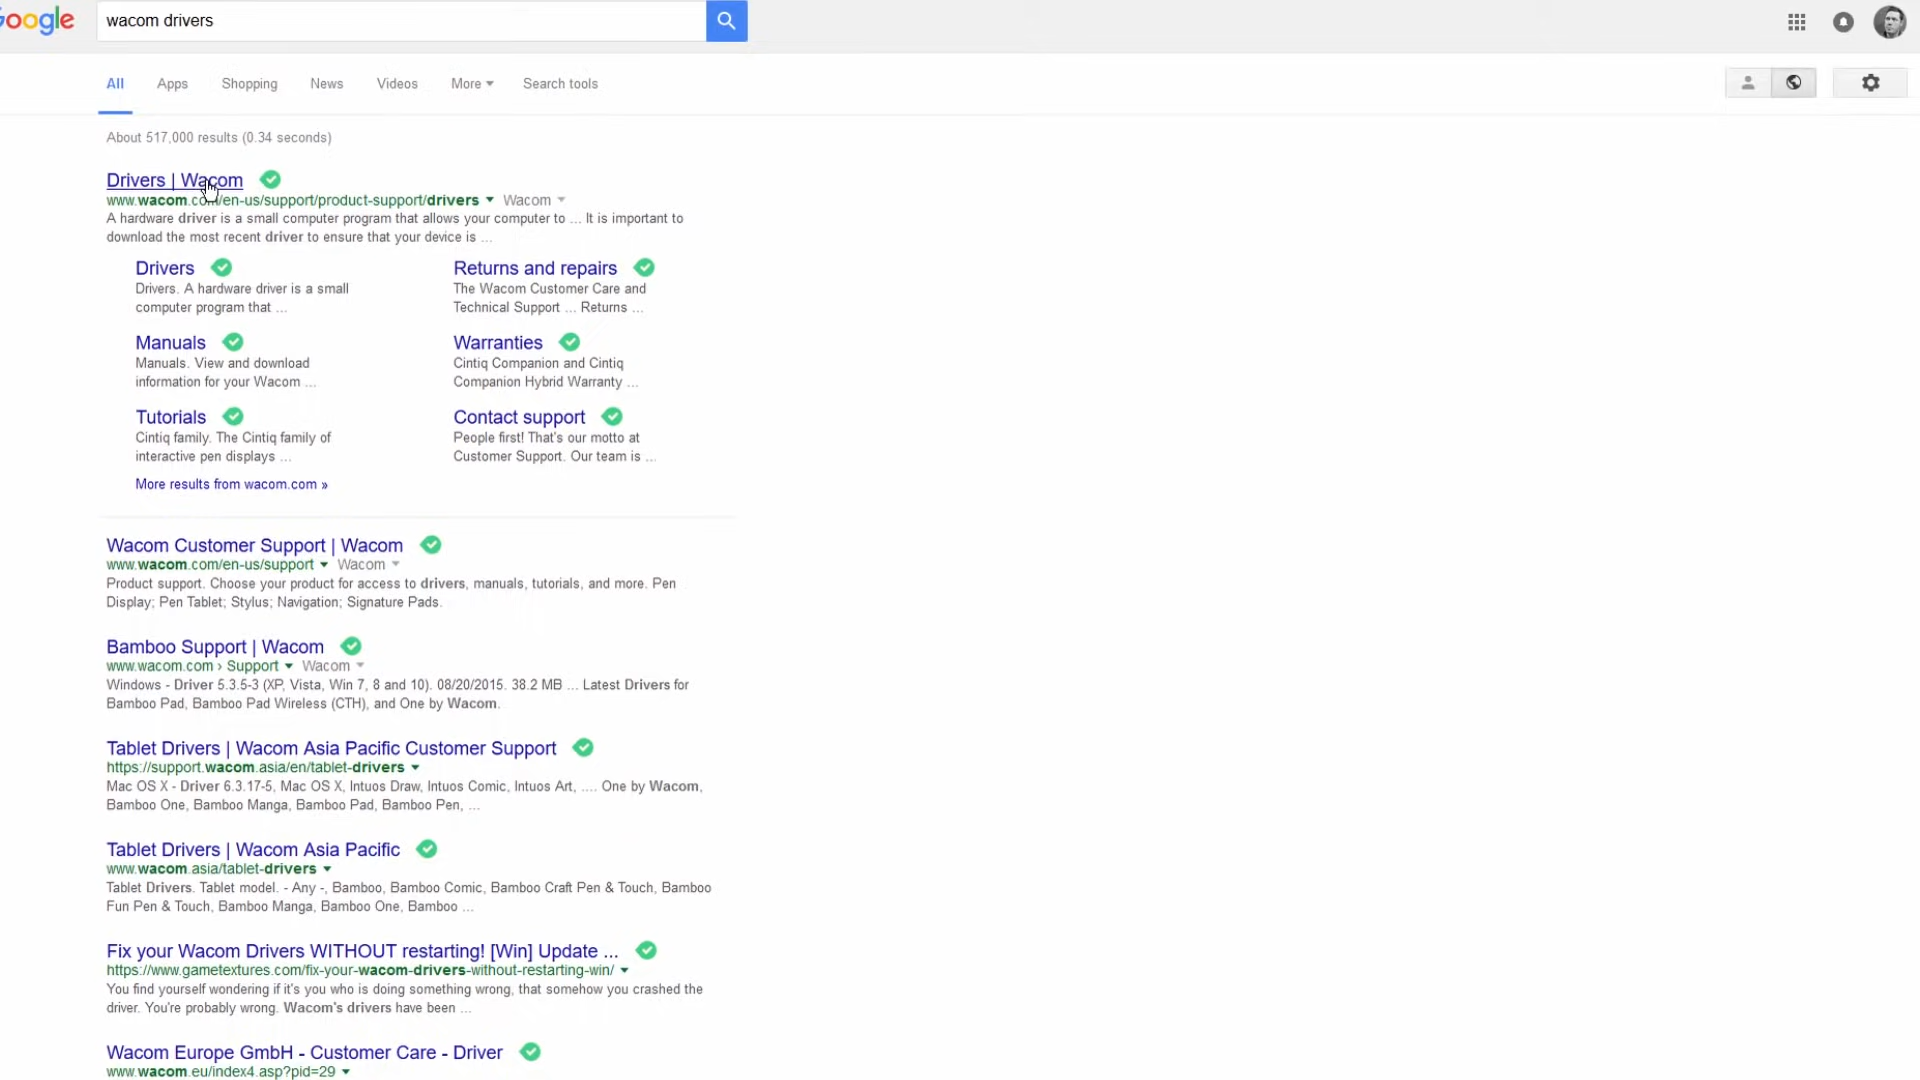 Google
wacom drivers
All Apps Shopping News Videos More Search tools
About 517,000 results (0.34 seconds)
Drivers | Wacom
www.wacom.com/en-us/support/product-support/drivers Wacom
A hardware driver is a small computer program that allows your computer to ... It is important to
download the most recent driver to ensure that your device is ...
Drivers
Drivers. A hardware driver is a small
computer program that ...
Returns and repairs
The Wacom Customer Care and
Technical Support ... Returns ...
Manuals
Manuals. View and download
information for your Wacom ...
Warranties
Cintiq Companion and Cintiq
Companion Hybrid Warranty ...
Tutorials
Cintiq family. The Cintiq family of
interactive pen displays ...
Contact support
People first! That's our motto at
Customer Support. Our team is ...
More results from wacom.com »
Wacom Customer Support | Wacom
www.wacom.com/en-us/support Wacom
Product support. Choose your product for access to drivers, manuals, tutorials, and more. Pen
Display; Pen Tablet; Stylus; Navigation; Signature Pads.
Bamboo Support | Wacom
www.wacom.com › Support Wacom
Windows - Driver 5.3.5-3 (XP, Vista, Win 7, 8 and 10). 08/20/2015. 38.2 MB ... Latest Drivers for
Bamboo Pad, Bamboo Pad Wireless (CTH), and One by Wacom.
Tablet Drivers | Wacom Asia Pacific Customer Support
https://support.wacom.asia/en/tablet-drivers
Mac OS X - Driver 6.3.17-5, Mac OS X, Intuos Draw, Intuos Comic, Intuos Art, .... One by Wacom,
Bamboo One, Bamboo Manga, Bamboo Pad, Bamboo Pen, ...
Tablet Drivers | Wacom Asia Pacific
www.wacom.asia/tablet-drivers
Tablet Drivers. Tablet model. - Any -, Bamboo, Bamboo Comic, Bamboo Craft Pen & Touch, Bamboo
Fun Pen & Touch, Bamboo Manga, Bamboo One, Bamboo ...
Fix your Wacom Drivers WITHOUT restarting! [Win] Update ...
https://www.gametextures.com/fix-your-wacom-drivers-without-restarting-win/
You find yourself wondering if it's you who is doing something wrong, that somehow you crashed the
driver. You're probably wrong. Wacom's drivers have been ...
Wacom Europe GmbH - Customer Care - Driver
www.wacom.eu/index4.asp?pid=29